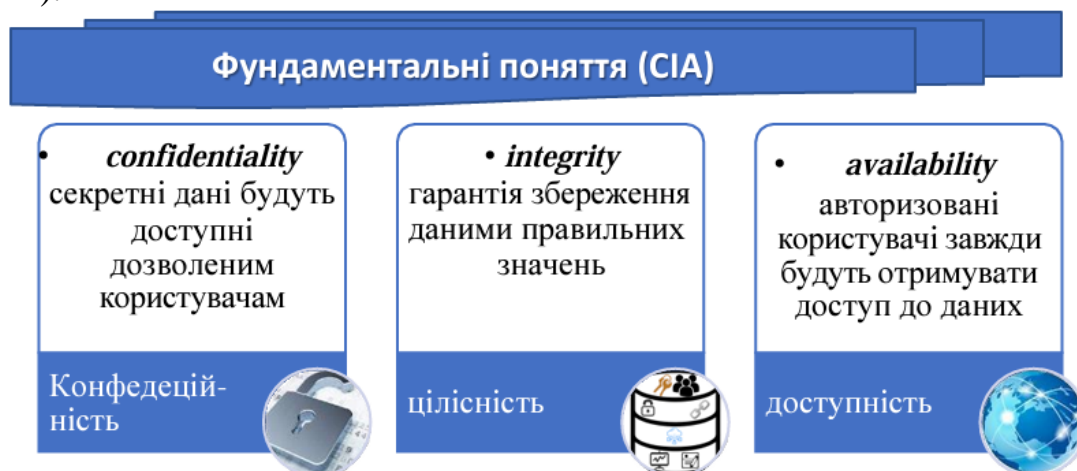 Фундаментальні поняття (CIA)
• confidentiality
секретні дані будуть
доступні
дозволеним
користувачам
Конфедецій-
ність
• integrity
гарантія збереження
даними правильних
значень
цілісність
• availability
авторизовані
користувачі завжди
будуть отримувати
доступ до даних
доступність